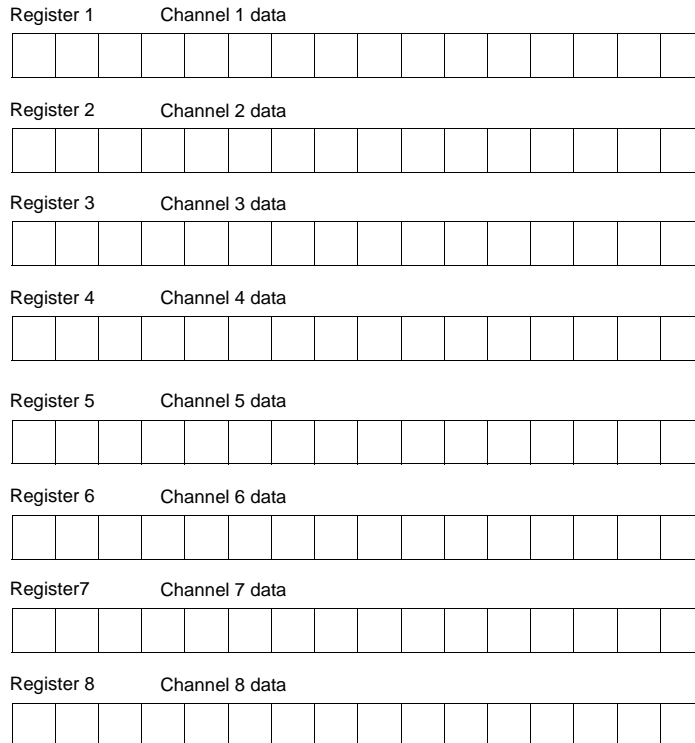 Register 1 Channel 1 data
Register 2 Channel 2 data
Register 3 Channel 3 data
Register 4 Channel 4 data
Register 5 Channel 5 data
Register 6 Channel 6 data
Register7 Channel 7 data
Register 8 Channel 8 data